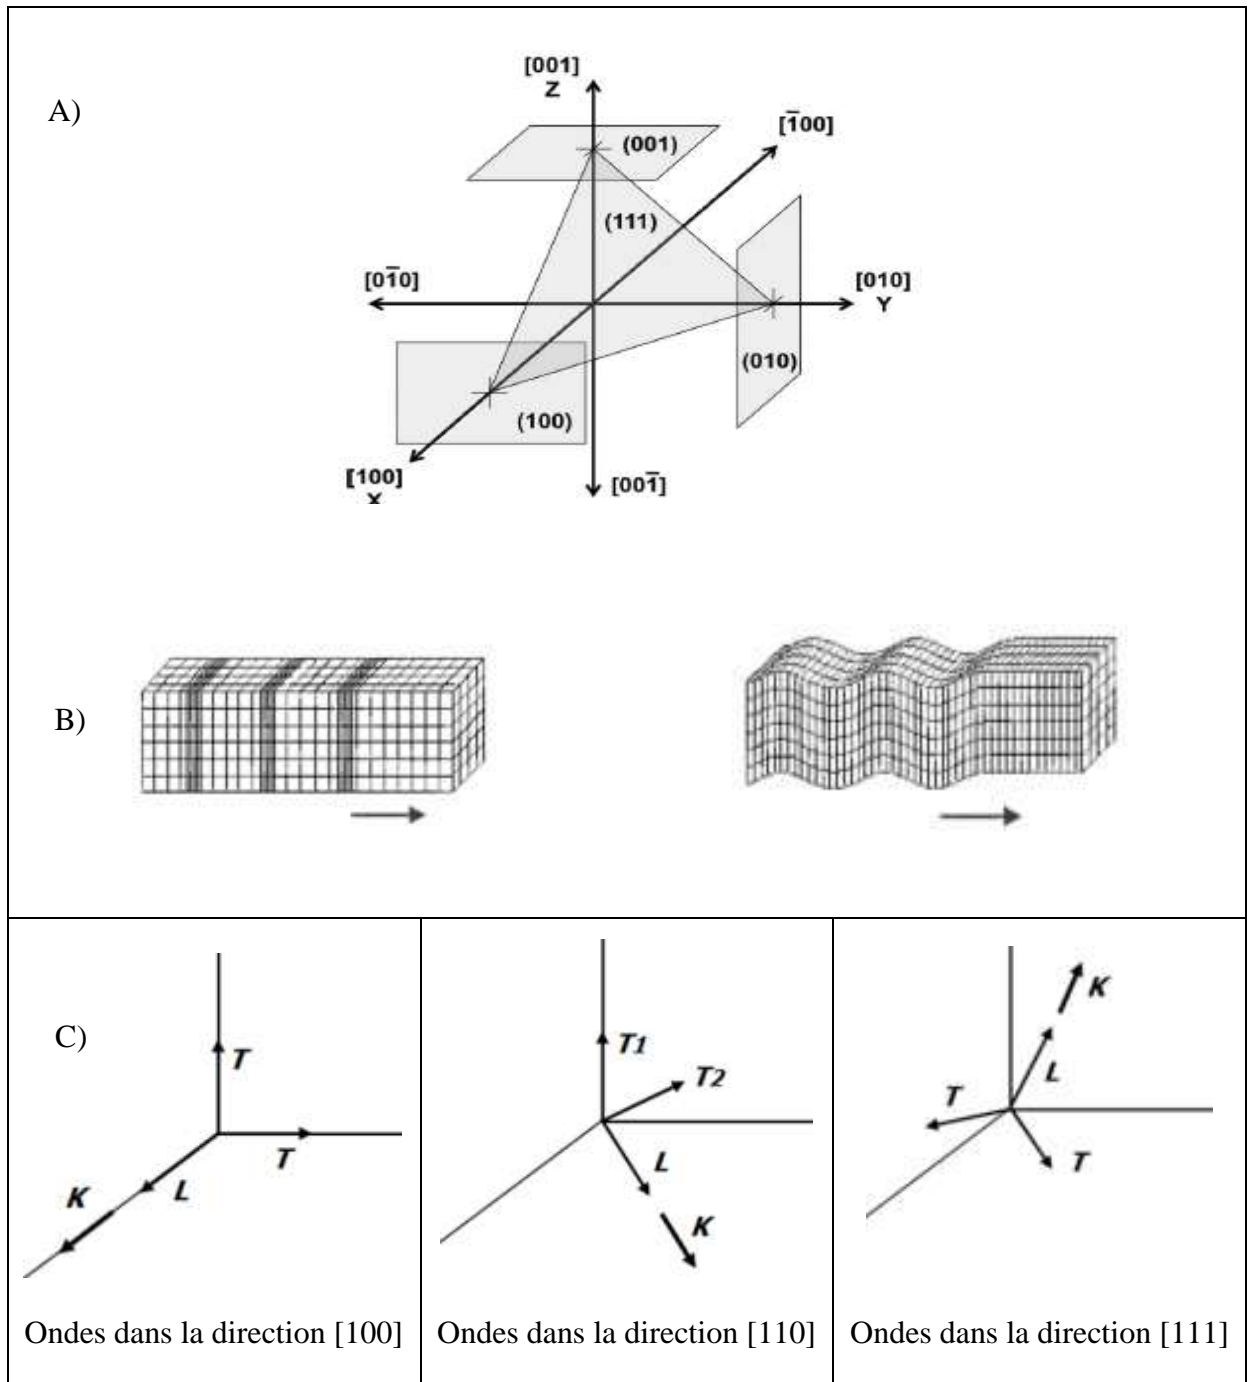 A)
[001]
Z
[1̄00]
(001)
(111)
[01̄0]
[010]
Y
(010)
(100)
[100]
X
[001̄]
B)
C)
T
T
L
K
Ondes dans la direction [100]
T1
T2
L
K
Ondes dans la direction [110]
K
L
T
T
Ondes dans la direction [111]